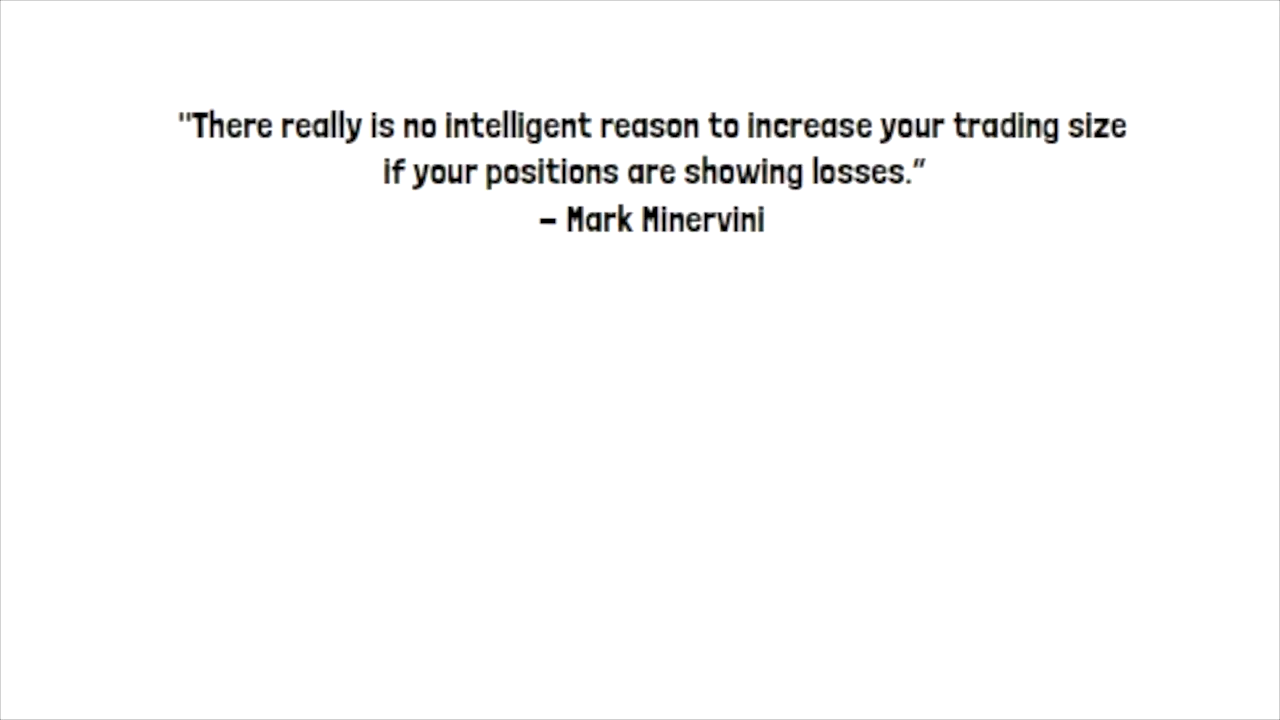 "There really is no intelligent reason to increase your trading size
if your positions are showing losses.”
– Mark Minervini